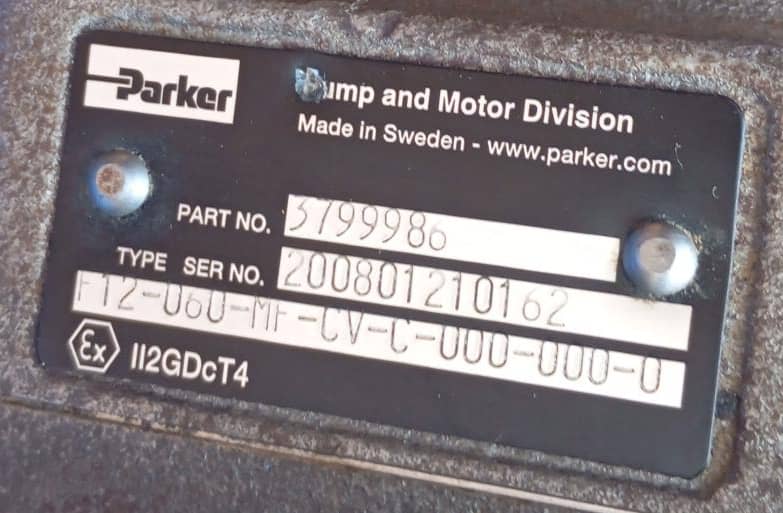 Parker
Pump and Motor Division
Made in Sweden - www.parker.com
PART NO. 3799986
TYPE SER NO. 200801210162
F12-060-MF-CV-C-000-000-0
Ex II2GDcT4